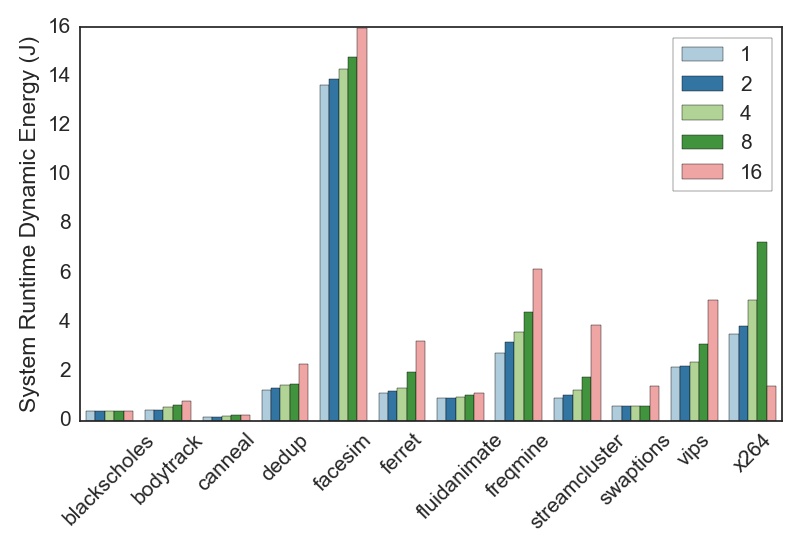 System Runtime Dynamic Energy (J)
16
14
12
10
8
6
4
2
0
1
2
4
8
16
blackscholes
bodytrack
canneal
dedup
facesim
ferret
fluidanimate
freqmine
streamcluster
swaptions
vips
x264